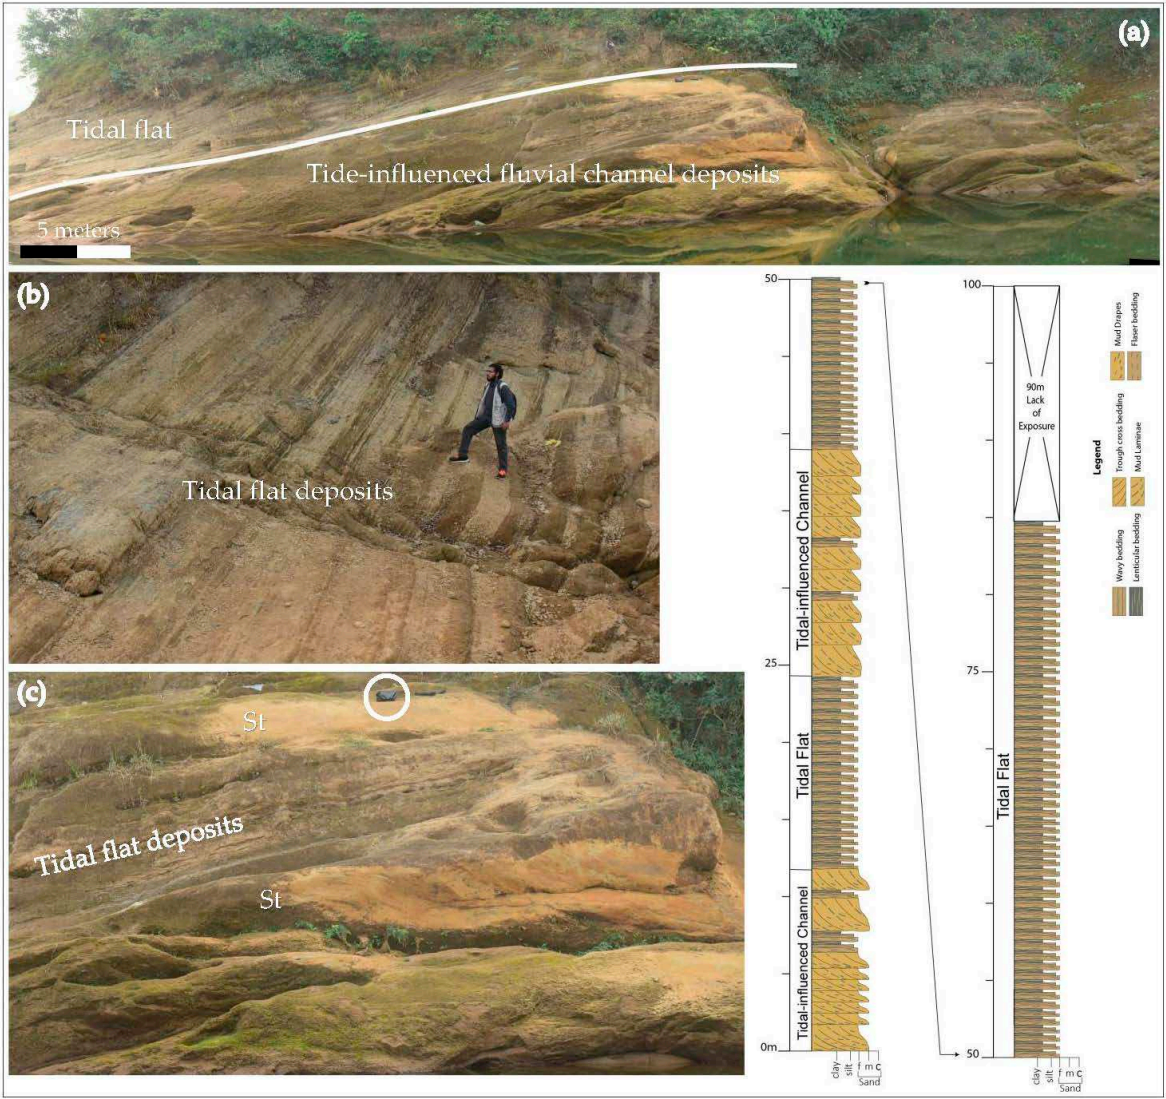 (a)
Tidal flat
Tide-influenced fluvial channel deposits
5 meters
(b)
Tidal flat deposits
(c)
St
Tidal flat deposits
St
50
25
0m
Tidal-influenced Channel
Tidal Flat
Tidal-influenced Channel
clay
silt
f m c
Sand
100
75
50
90m
Lack
of
Exposure
Tidal Flat
clay
silt
f m c
Sand
Legend
Mud Drapes
Flaser bedding
Trough cross bedding
Mud Laminae
Wavy bedding
Lenticular bedding